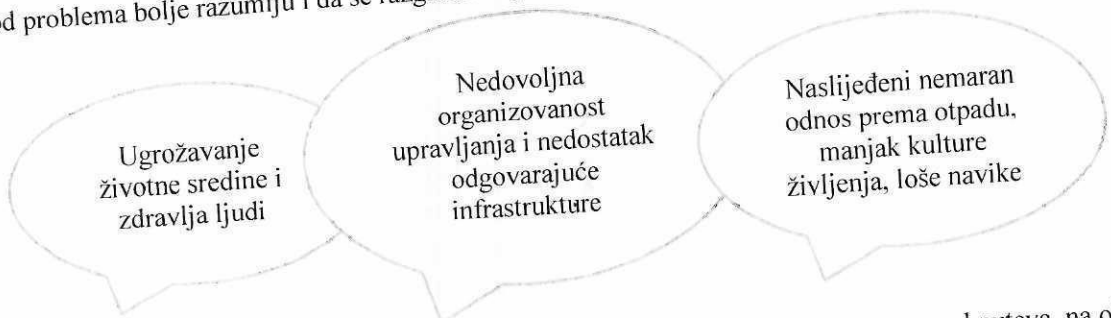 problema bolje razumiju i da se
Ugrožavanje
životne sredine i
zdravlja ljudi
Nedovoljna
organizovanost
upravljanja i nedostatak
odgovarajuće
infrastrukture
Naslijeđeni nemaran
odnos prema otpadu,
manjak kulture
življenja, loše navike
na